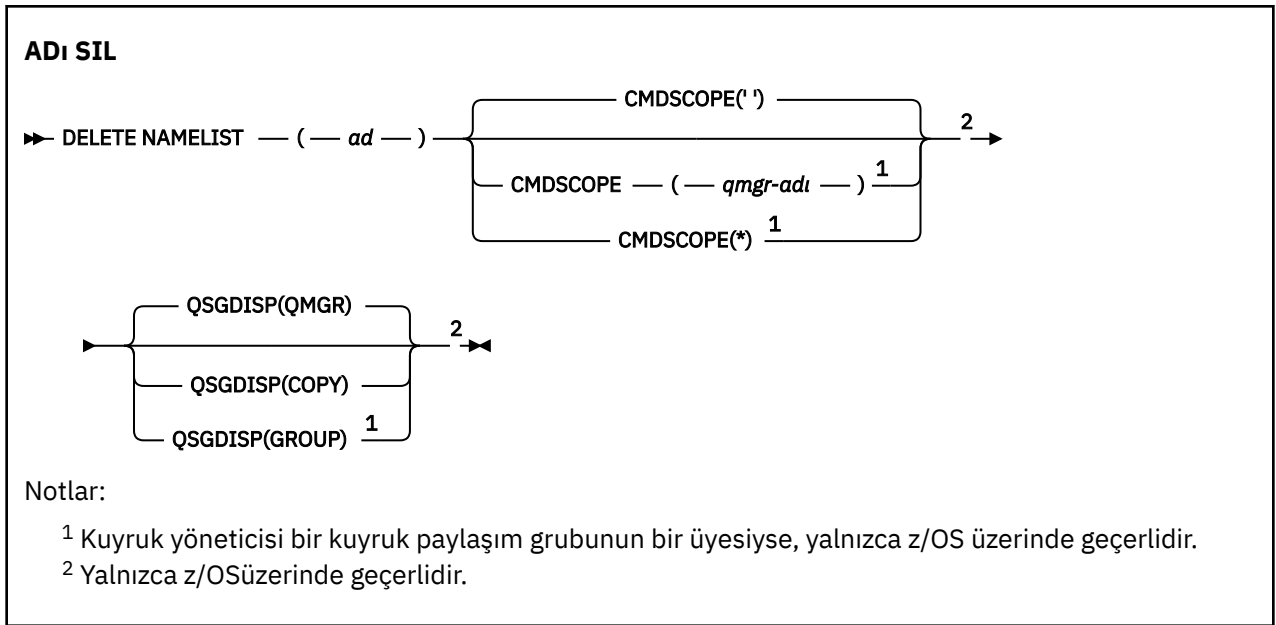 ADı SIL
CMDSCOPE(' ')
DELETE NAMELIST ( ad ) 2
CMDSCOPE ( qmgr-adı ) 1
CMDSCOPE(*) 1
QSGDISP(QMGR)
2
QSGDISP(COPY)
QSGDISP(GROUP) 1
Notlar:
1 Kuyruk yöneticisi bir kuyruk paylaşım grubunun bir üyesiyse, yalnızca z/OS üzerinde geçerlidir.
2 Yalnızca z/OSüzerinde geçerlidir.